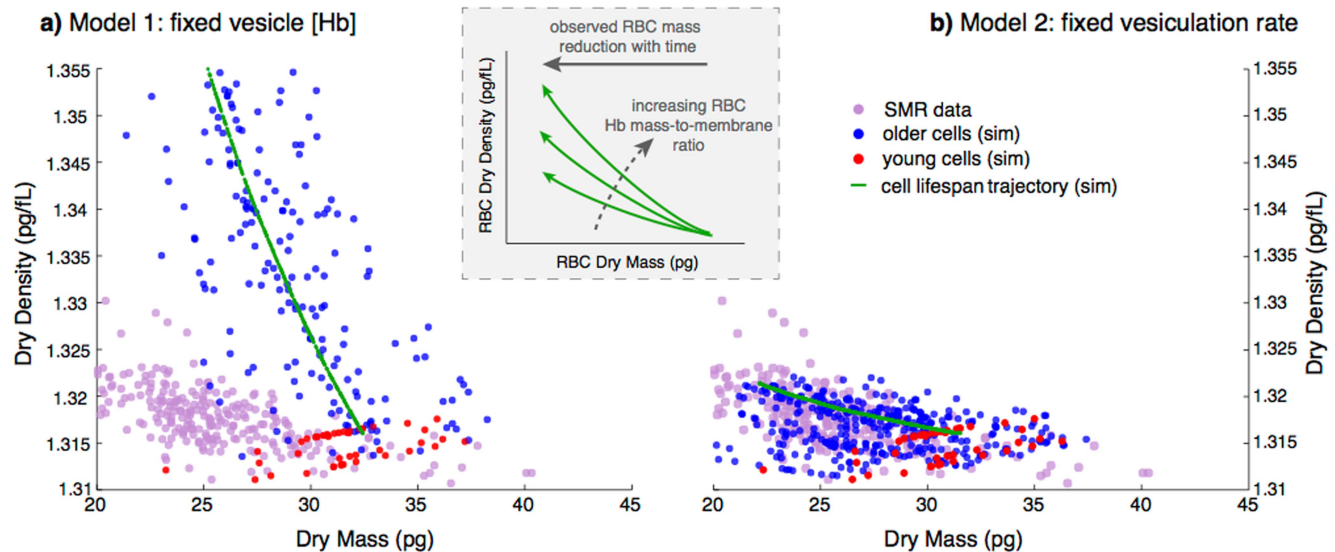 a) Model 1: fixed vesicle [Hb]
1.355
1.35
1.345
1.34
1.335
1.33
1.325
1.32
1.315
1.31
Dry Density (pg/fL)
20
25
30
35
40
45
Dry Mass (pg)
observed RBC mass
reduction with time
increasing RBC
Hb mass-to-membrane
ratio
RBC Dry Density (pg/fL)
RBC Dry Mass (pg)
b) Model 2: fixed vesiculation rate
SMR data
older cells (sim)
young cells (sim)
cell lifespan trajectory (sim)
1.355
1.35
1.345
1.34
1.335
1.33
1.325
1.32
1.315
1.31
Dry Density (pg/fL)
20
25
30
35
40
45
Dry Mass (pg)